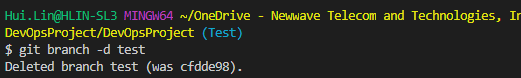 Hui.Lin@HLIN-SL3 MINGW64 ~/OneDrive - Newwave Telecom and Technologies, In
DevOpsProject/DevOpsProject (Test)
$ git branch -d test
Deleted branch test (was cfdde98).